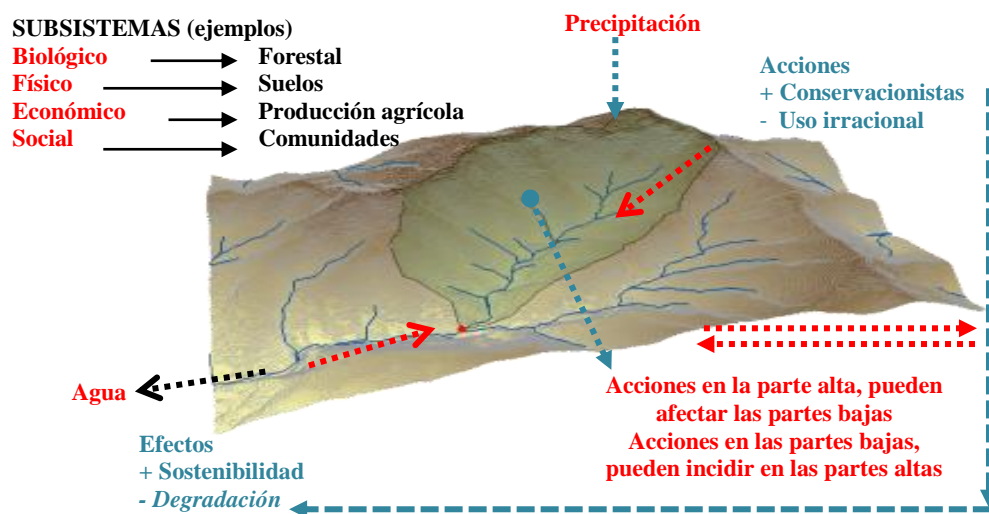 SUBSISTEMAS (ejemplos)
Biológico Forestal
Físico Suelos
Económico Producción agrícola
Social Comunidades
Precipitación
Acciones
+ Conservacionistas
- Uso irracional
Agua
Acciones en la parte alta, pueden
afectar las partes bajas
Acciones en las partes bajas,
pueden incidir en las partes altas
Efectos
+ Sostenibilidad
- Degradación